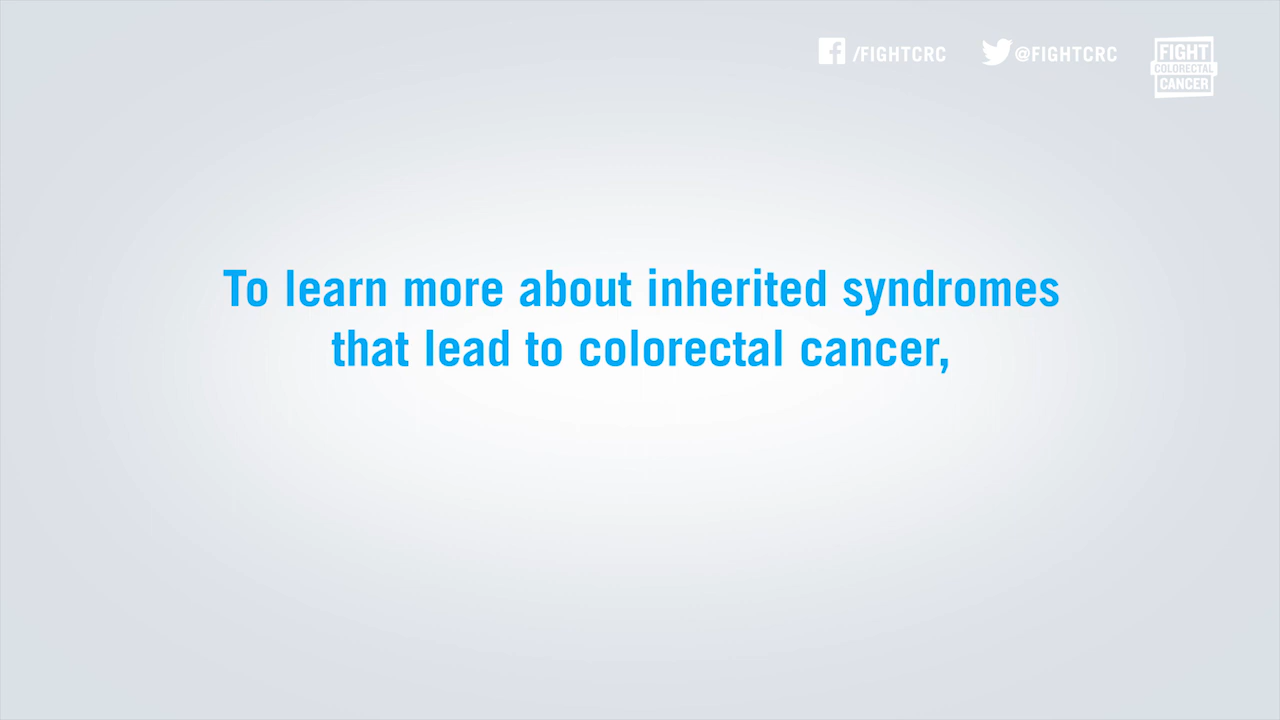 /FIGHTCRC @FIGHTCRC
FIGHT
COLORECTAL
CANCER
To learn more about inherited syndromes
that lead to colorectal cancer,